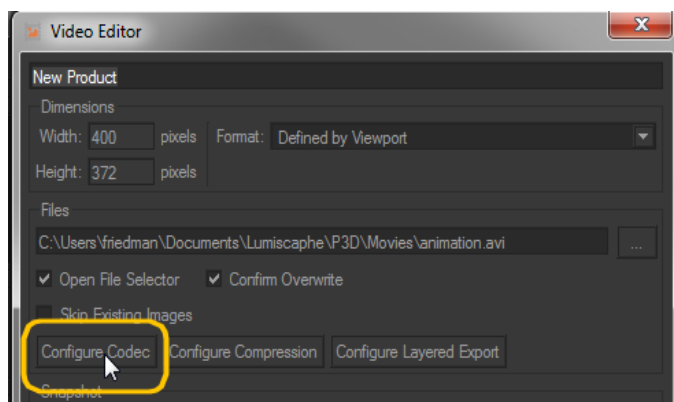 Video Editor
New Product
Dimensions
Width: 400 pixels Format: Defined by Viewport
Height: 372 pixels
Files
C:\Users\friedman\Documents\Lumiscaphe\P3D\Movies\animation.avi ...
Open File Selector Confirm Overwrite
Skip Existing Images
Configure Codec Configure Compression Configure Layered Export
Snapshot